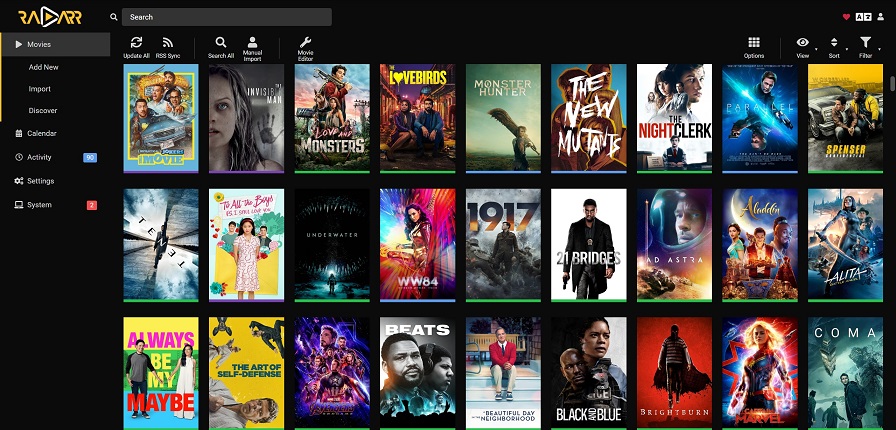 RADARR
Search
Movies
Add New
Import
Discover
Calendar
Activity
90
Settings
System
2
Update All
RSS Sync
Search All
Manual
Import
Movie
Editor
Options
View
Sort
Filter
MOVIE
INVISIBLE
MAN
LOVE AND
MONSTERS
THE
LOVEBIRDS
MONSTER
HUNTER
THE
NEW
MUTANTS
THE
NIGHT CLERK
PARALLEL
SPENSER
CONFIDENTIAL
TENET
To All the Boys
P.S. I STILL LOVE YOU
UNDERWATER
WW84
1917
21 BRIDGES
AD ASTRA
Aladdin
ALITA
ALWAYS
BE MY
MAYBE
THE ART OF
SELF-DEFENSE
AVENGERS
BEATS
A BEAUTIFUL DAY
IN THE NEIGHBORHOOD
BLACK AND BLUE
BRIGHTBURN
CAPTAIN
MARVEL
COMA